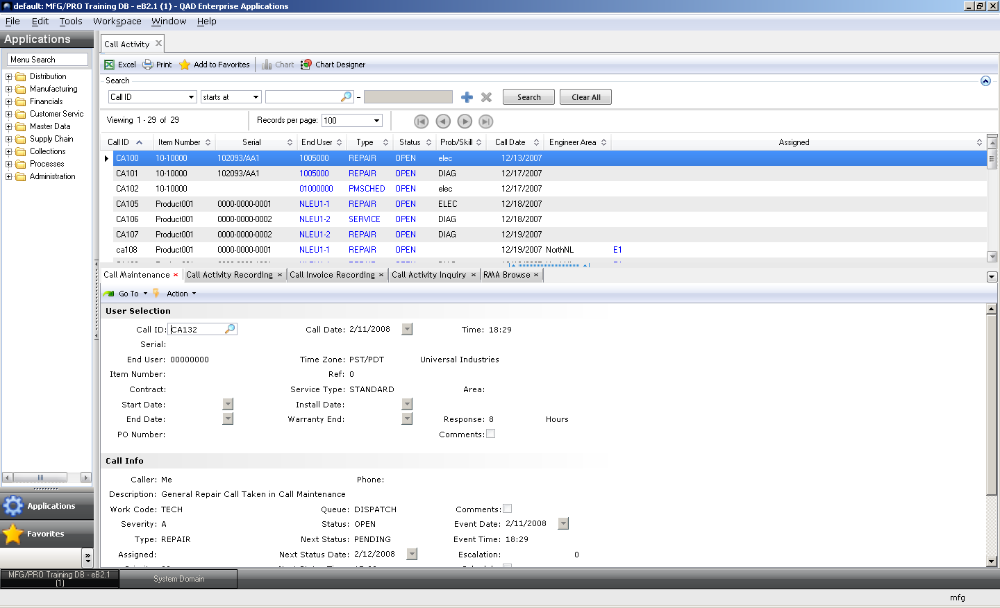 default: MFG/PRO Training DB - eB2.1 (1) - QAD Enterprise Applications
File Edit Tools Workspace Window Help
Applications
Menu Search
Distribution
Manufacturing
Financials
Customer Servic
Master Data
Supply Chain
Collections
Processes
Administration
Applications
Favorites
Call Activity
Excel Print Add to Favorites Chart Chart Designer
Search
Call ID starts at – Search Clear All
Viewing 1 - 29 of 29 Records per page: 100
Call ID Item Number Serial End User Type Status Prob/Skill Call Date Engineer Area Assigned
CA100 10-10000 102093/AA1 1005000 REPAIR OPEN elec 12/13/2007
CA101 10-10000 102093/AA1 1005000 REPAIR OPEN DIAG 12/17/2007
CA102 10-10000 01000000 PMSCHED OPEN elec 12/17/2007
CA105 Product001 0000-0000-0001 NLEU1-1 REPAIR OPEN ELEC 12/18/2007
CA106 Product001 0000-0000-0002 NLEU1-2 SERVICE OPEN DIAG 12/18/2007
CA107 Product001 0000-0000-0002 NLEU1-2 REPAIR OPEN DIAG 12/19/2007
ca108 Product001 0000-0000-0001 NLEU1-1 REPAIR OPEN 12/19/2007 NorthNL E1
Call Maintenance Call Activity Recording Call Invoice Recording Call Activity Inquiry RMA Browse
Go To Action
User Selection
Call ID: CA132 Call Date: 2/11/2008 Time: 18:29
Serial:
End User: 00000000 Time Zone: PST/PDT Universal Industries
Item Number: Ref: 0
Contract: Service Type: STANDARD Area:
Start Date: Install Date:
End Date: Warranty End: Response: 8 Hours
PO Number: Comments:
Call Info
Caller: Me Phone:
Description: General Repair Call Taken in Call Maintenance
Work Code: TECH Queue: DISPATCH Comments:
Severity: A Status: OPEN Event Date: 2/11/2008
Type: REPAIR Next Status: PENDING Event Time: 18:29
Assigned: Next Status Date: 2/12/2008 Escalation: 0
MFG/PRO Training DB - eB2.1
(1)
System Domain
mfg